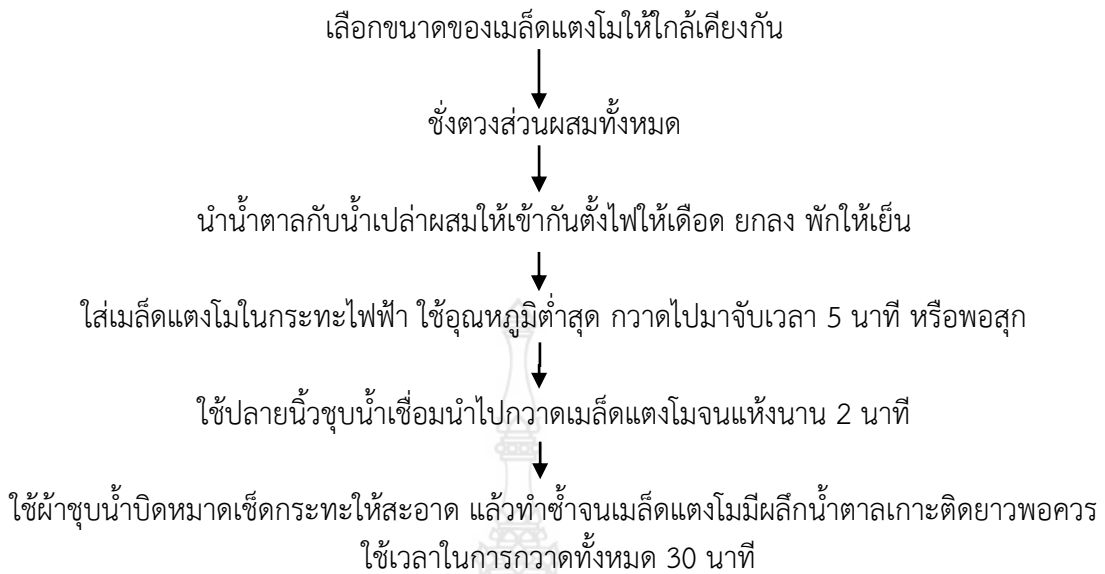 เลือกขนาดของเมล็ดแตงโมให้ใกล้เคียงกัน
ชั่งตวงส่วนผสมทั้งหมด
นำน้ำตาลกับน้ำเปล่าผสมให้เข้ากันตั้งไฟให้เดือด ยกลง พักให้เย็น
ใส่เมล็ดแตงโมในกระทะไฟฟ้า ใช้อุณหภูมิต่ำสุด กวาดไปมาจับเวลา 5 นาที หรือพอสุก
ใช้ปลายนิ้วชุบน้ำเชื่อมนำไปกวาดเมล็ดแตงโมจนแห้งนาน 2 นาที
ใช้ผ้าชุบน้ำบิดหมาดเช็ดกระทะให้สะอาด แล้วทำซ้ำจนเมล็ดแตงโมมีผลึกน้ำตาลเกาะติดยาวพอควร
ใช้เวลาในการกวาดทั้งหมด 30 นาที